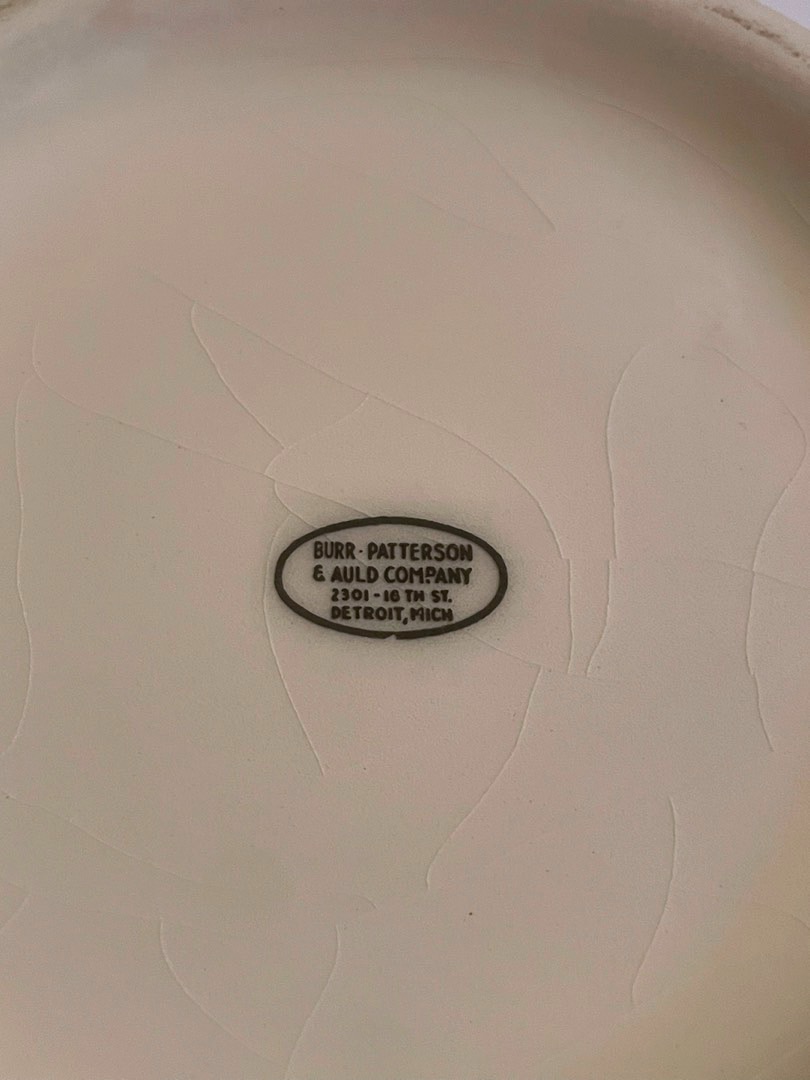 BURR-PATTERSON
& AULD COMPANY
2301-16 TH ST.
DETROIT, MICH